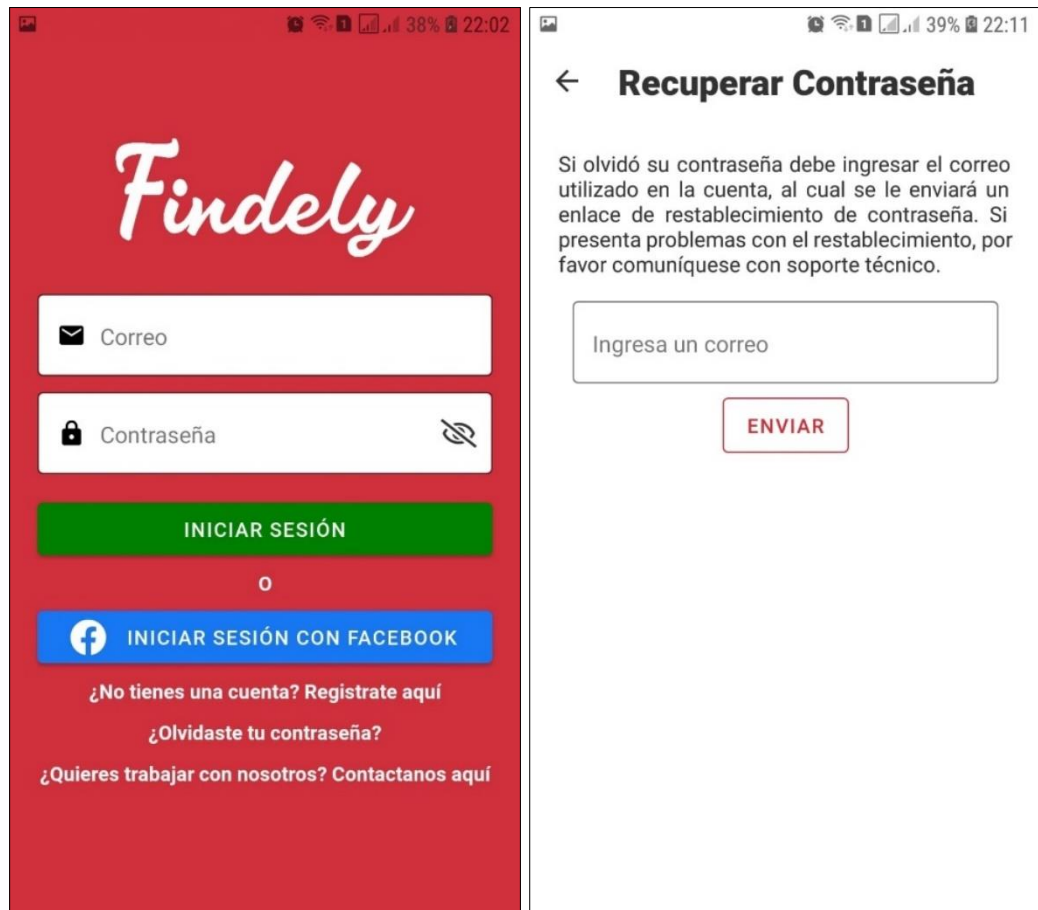 38% 22:02
Findely
Correo
Contraseña
INICIAR SESIÓN
O
INICIAR SESIÓN CON FACEBOOK
¿No tienes una cuenta? Registrate aquí
¿Olvidaste tu contraseña?
¿Quieres trabajar con nosotros? Contactanos aquí
1 39% 22:11
Recuperar Contraseña
Si olvidó su contraseña debe ingresar el correo
utilizado en la cuenta, al cual se le enviará un
enlace de restablecimiento de contraseña. Si
presenta problemas con el restablecimiento, por
favor comuníquese con soporte técnico.
Ingresa un correo
ENVIAR